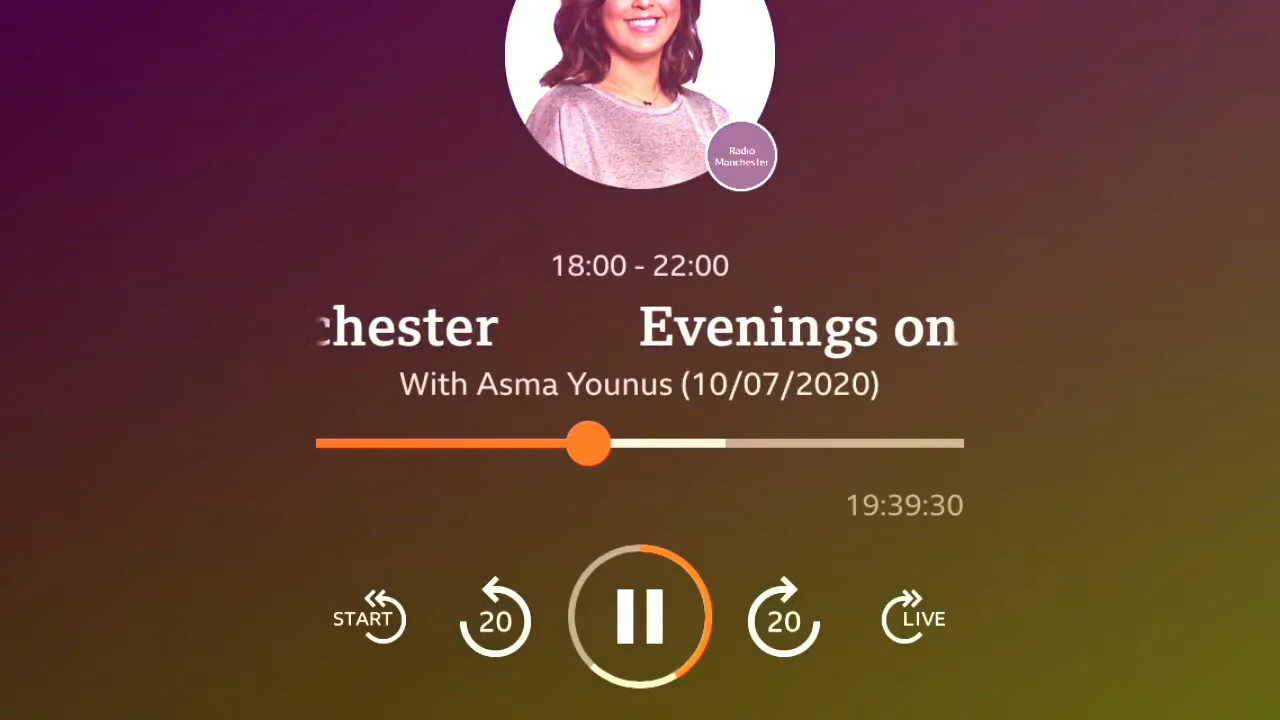 Radio
Manchester
18:00 - 22:00
chester Evenings on
With Asma Younus (10/07/2020)
19:39:30
START 20 20 LIVE